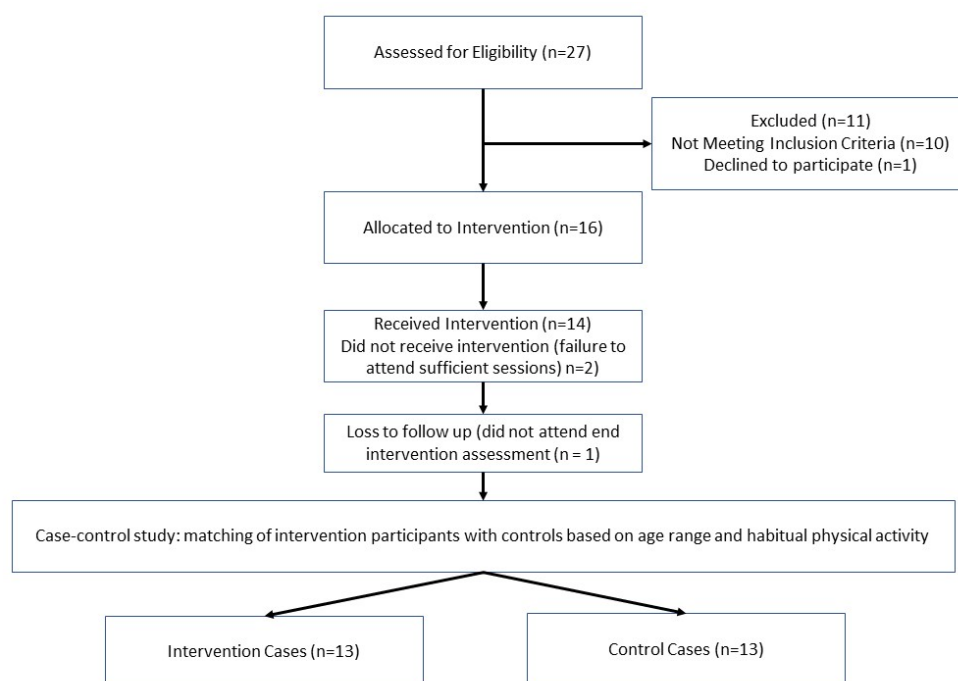 Assessed for Eligibility (n=27)
Excluded (n=11)
Not Meeting Inclusion Criteria (n=10)
Declined to participate (n=1)
Allocated to Intervention (n=16)
Received Intervention (n=14)
Did not receive intervention (failure to
attend sufficient sessions) n=2)
Loss to follow up (did not attend end
intervention assessment (n = 1)
Case-control study: matching of intervention participants with controls based on age range and habitual physical activity
Intervention Cases (n=13)
Control Cases (n=13)